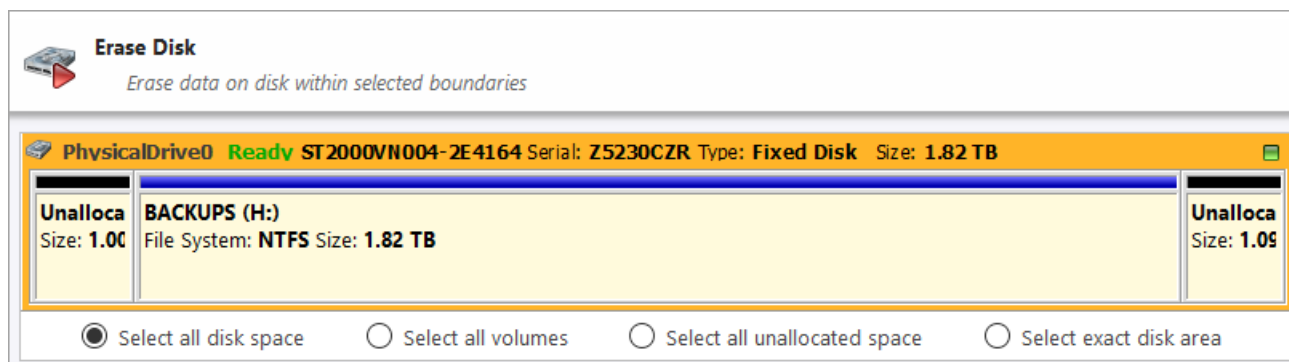 Erase Disk
Erase data on disk within selected boundaries
PhysicalDrive0 Ready ST2000VN004-2E4164 Serial: Z5230CZR Type: Fixed Disk Size: 1.82 TB
Unalloca BACKUPS (H:) Unalloca
Size: 1.00 File System: NTFS Size: 1.82 TB Size: 1.09
Select all disk space Select all volumes Select all unallocated space Select exact disk area